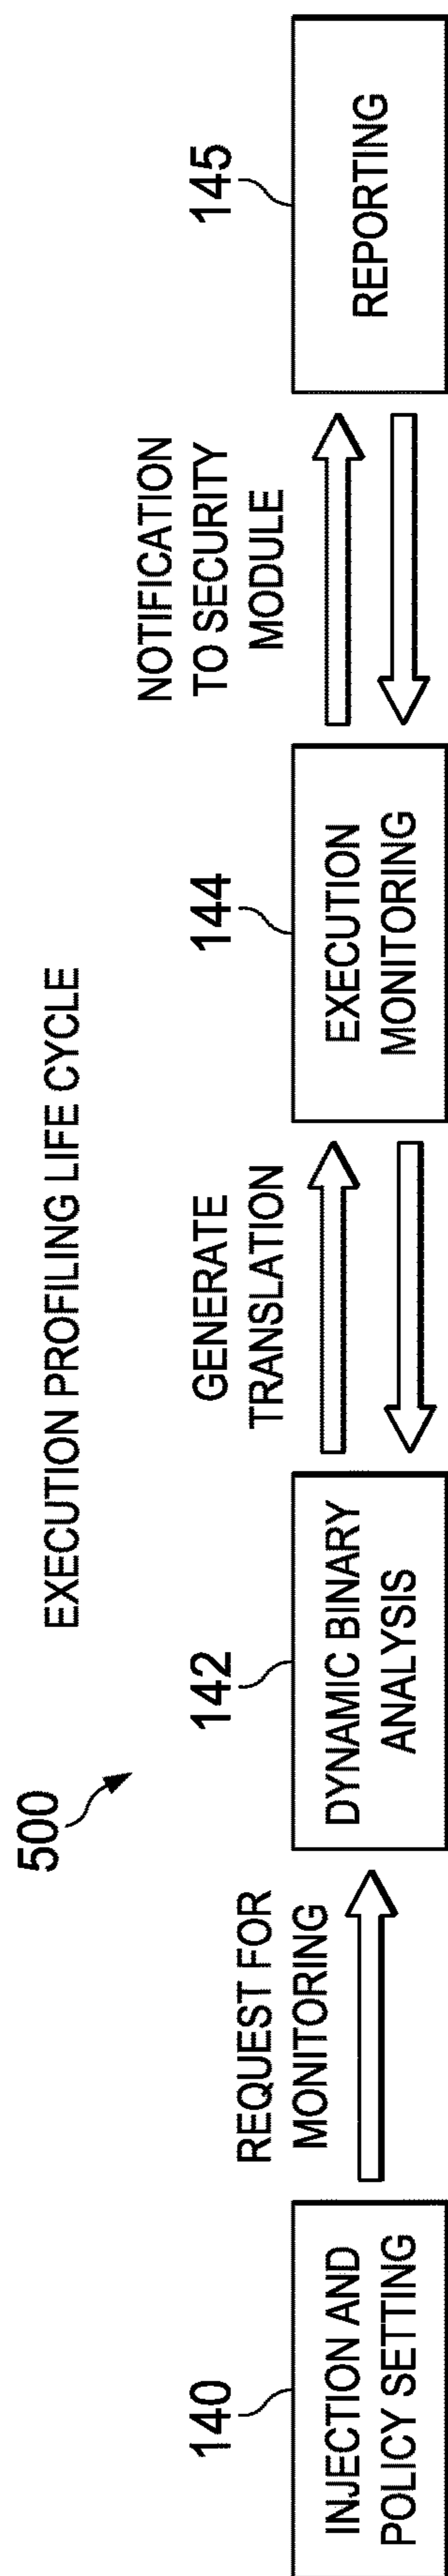 EXECUTION PROFILING LIFE CYCLE
500
140
INJECTION AND
POLICY SETTING
REQUEST FOR
MONITORING
142
DYNAMIC BINARY
ANALYSIS
GENERATE
TRANSLATION
144
EXECUTION
MONITORING
NOTIFICATION
TO SECURITY
MODULE
145
REPORTING